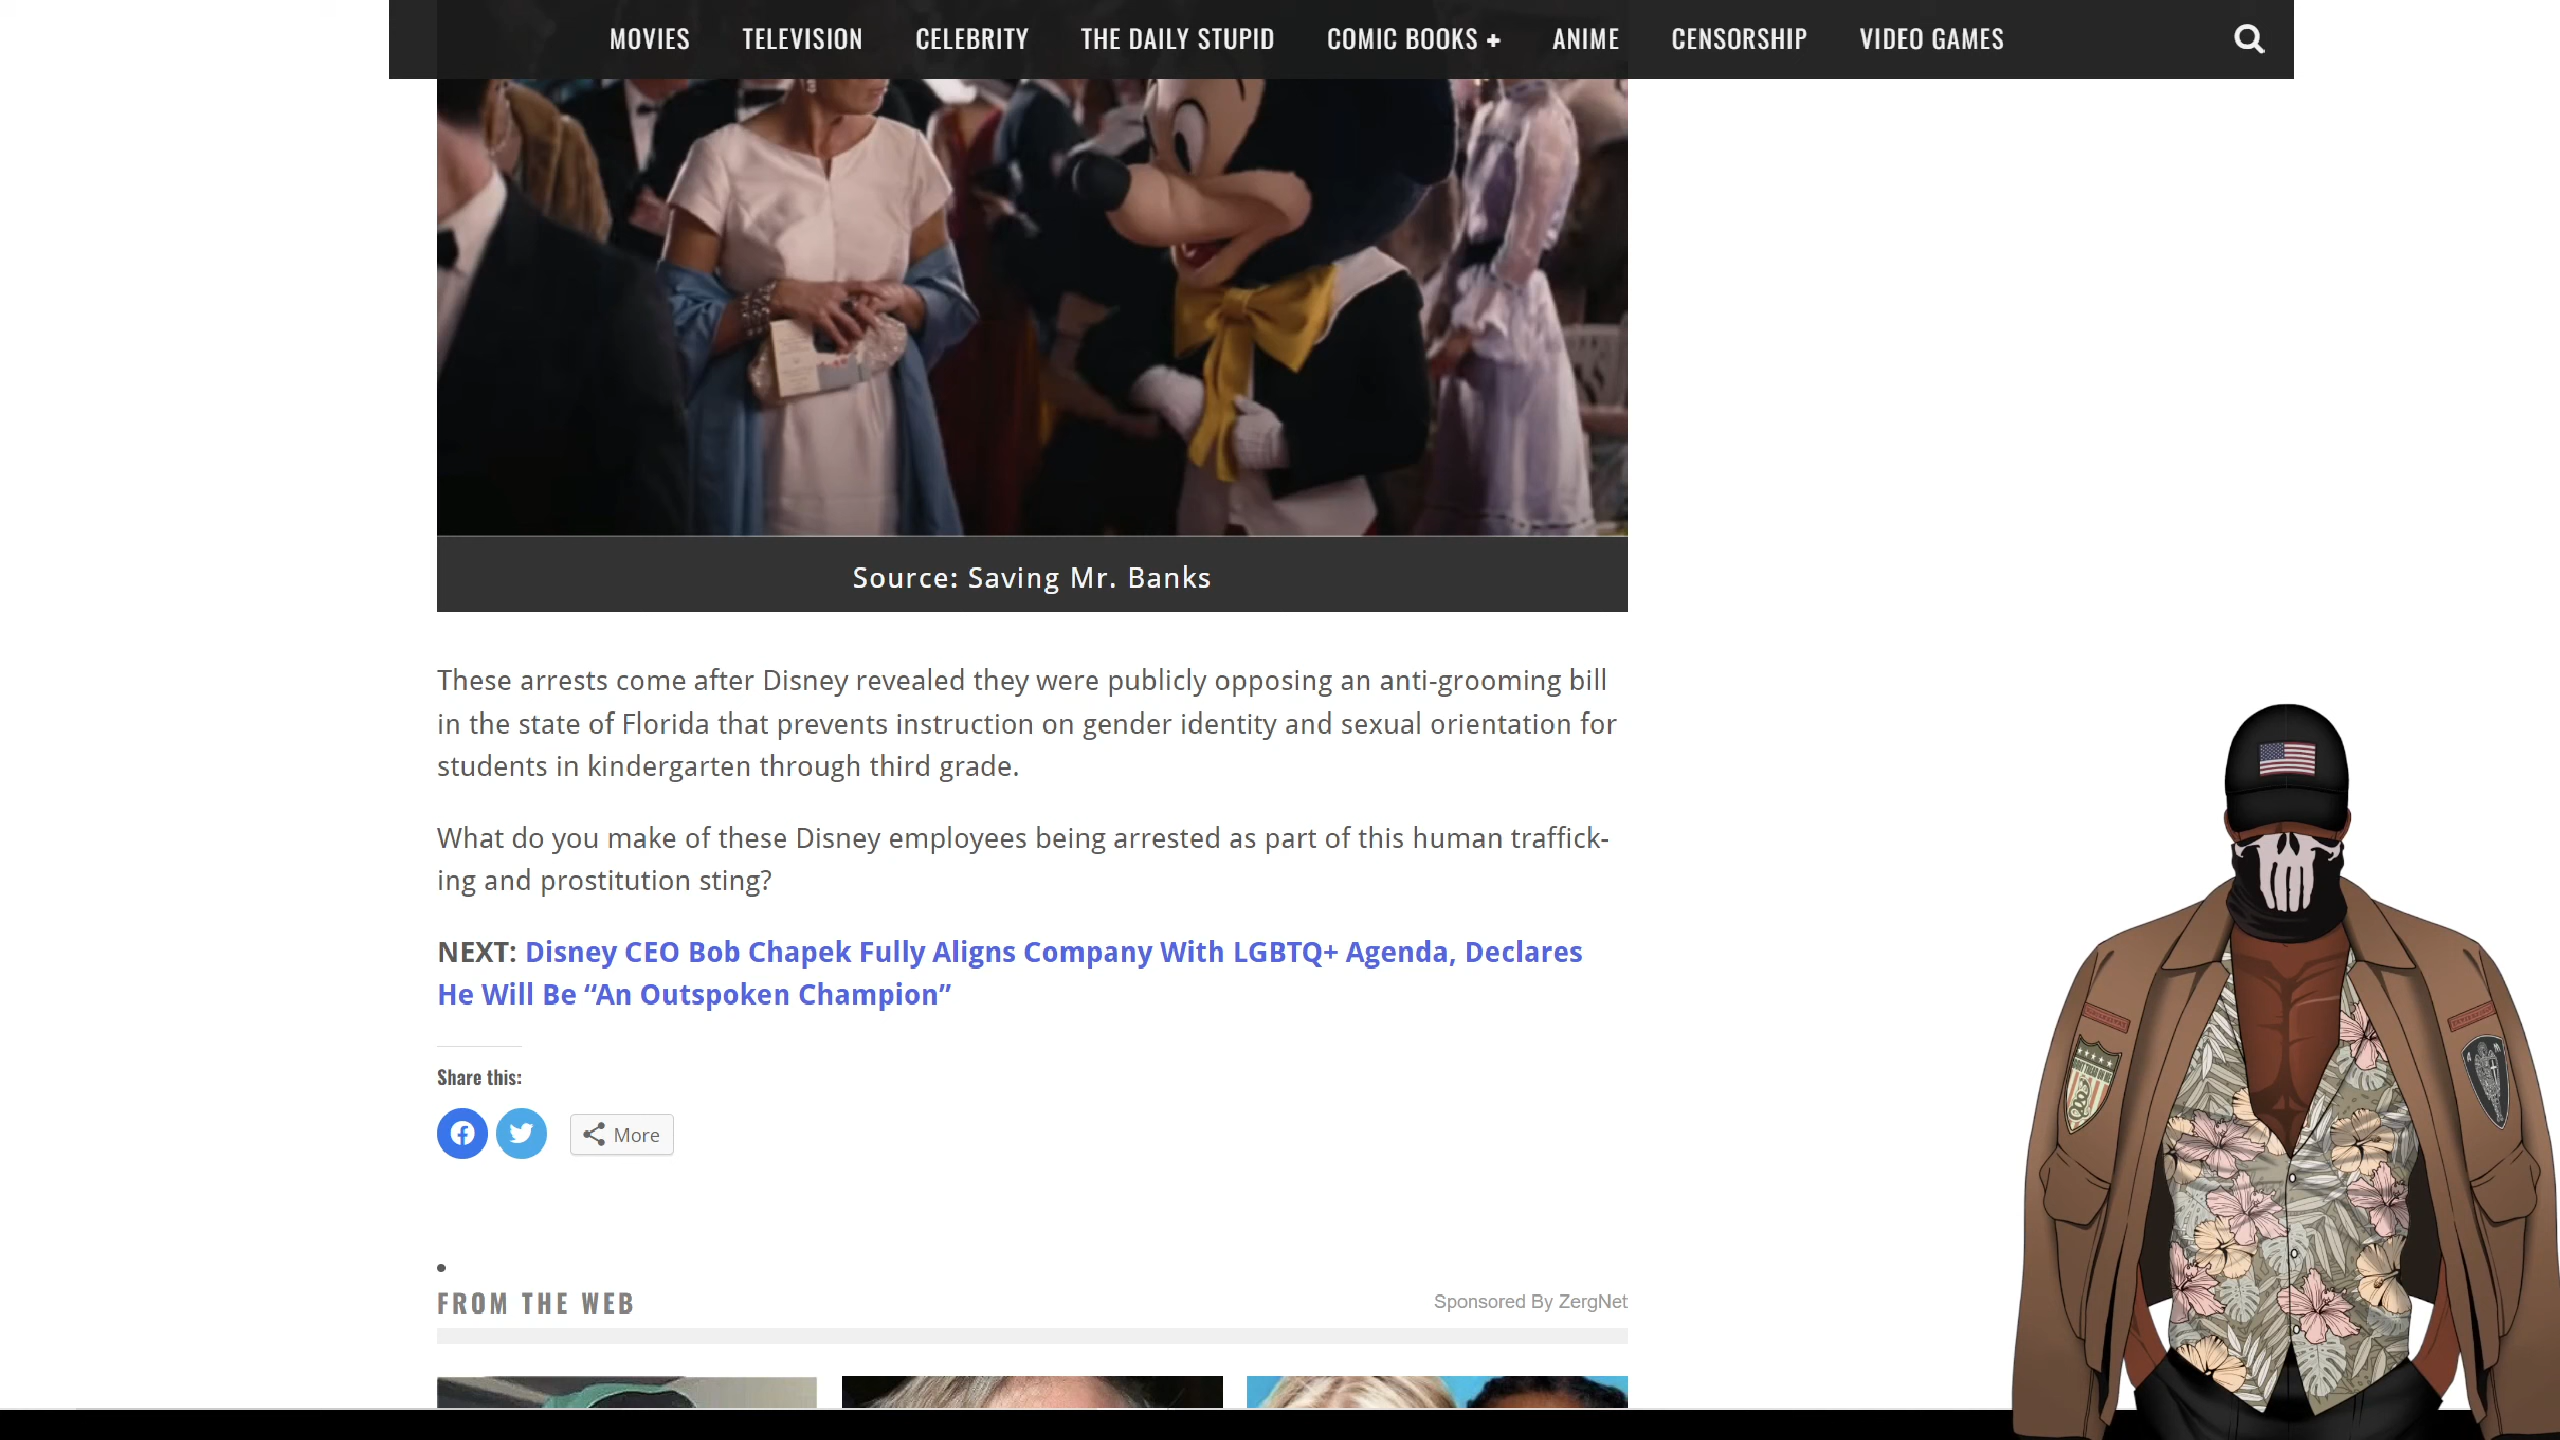 MOVIES TELEVISION CELEBRITY THE DAILY STUPID COMIC BOOKS + ANIME CENSORSHIP VIDEO GAMES
Source: Saving Mr. Banks
These arrests come after Disney revealed they were publicly opposing an anti-grooming bill
in the state of Florida that prevents instruction on gender identity and sexual orientation for
students in kindergarten through third grade.
What do you make of these Disney employees being arrested as part of this human traffick-
ing and prostitution sting?
NEXT: Disney CEO Bob Chapek Fully Aligns Company With LGBTQ+ Agenda, Declares
He Will Be “An Outspoken Champion”
Share this:
More
FROM THE WEB
Sponsored By ZergNet